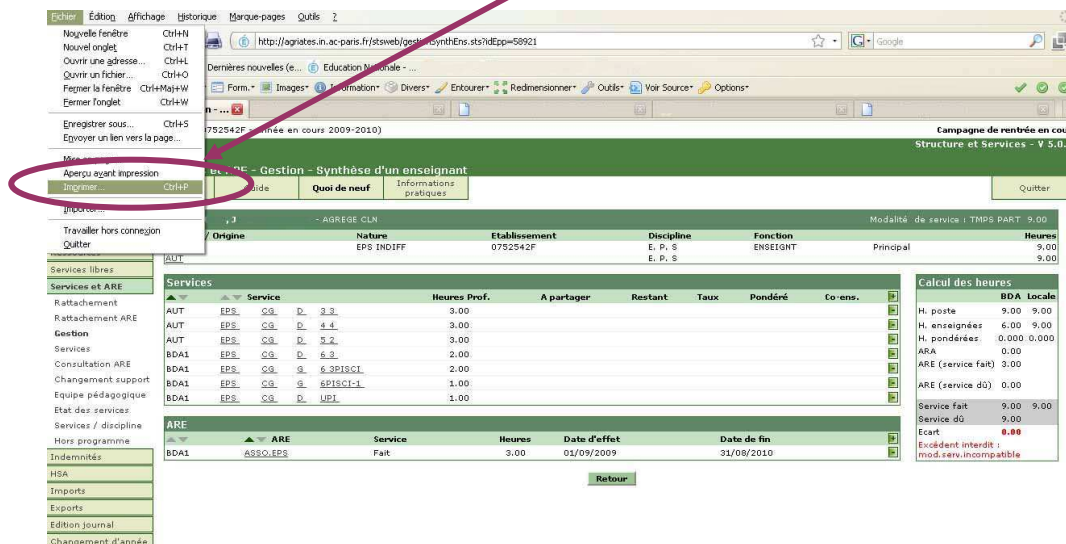 Fichier Édition Affichage Historique Marque-pages Outils ?
Nouvelle fenêtre Ctrl+N
Nouvel onglet Ctrl+T
Ouvrir une adresse... Ctrl+L
Ouvrir un fichier... Ctrl+O
Fermer la fenêtre Ctrl+Maj+W
Fermer l'onglet Ctrl+W
Enregistrer sous... Ctrl+S
Envoyer un lien vers la page...
Aperçu avant impression
Imprimer... Ctrl+P
Importer...
Travailler hors connexion
Quitter
http://agriates.in.ac-paris.fr/stsweb/gestionSynthEns.sts?idEpp=58921
Google
Dernières nouvelles (e... Education Nationale - ...
Form. Images Information Divers Entourer Redimensionner Outils Voir Source Options
n - ...
0752542F - Année en cours 2009-2010) Campagne de rentrée en cou
Structure et Services - V 5.0.
et ARE - Gestion - Synthèse d'un enseignant
Guide Quoi de neuf Informations pratiques Quitter
, J - AGREGE CLN Modalité de service : TMPS PART 9.00
/ Origine Nature Etablissement Discipline Fonction Heures
EPS INDIFF 0752542F E. P. S ENSEIGNT Principal 9.00
AUT E. P. S 9.00
Ressources
Services libres
Services et ARE
Rattachement
Rattachement ARE
Gestion
Services
Consultation ARE
Changement support
Equipe pédagogique
Etat des services
Services / discipline
Hors programme
Indemnités
HSA
Imports
Exports
Edition journal
Changement d'année
Services
Service Heures Prof. A partager Restant Taux Pondéré Co-ens.
AUT EPS CG D 3 3 3.00
AUT EPS CG D 4 4 3.00
AUT EPS CG D 5 2 3.00
BDA1 EPS CG D 6 3 2.00
BDA1 EPS CG G 6 3PISCI 2.00
BDA1 EPS CG G 6PISCI-1 1.00
BDA1 EPS CG D UPI 1.00
ARE
ARE Service Heures Date d'effet Date de fin
BDA1 ASSO.EPS Fait 3.00 01/09/2009 31/08/2010
Retour
Calcul des heures
BDA Locale
H. poste 9.00 9.00
H. enseignées 6.00 9.00
H. pondérées 0.000 0.000
ARA 0.00
ARE (service fait) 3.00
ARE (service dû) 0.00
Service fait 9.00 9.00
Service dû 9.00
Ecart 0.00
Excédent interdit :
mod.serv.incompatible